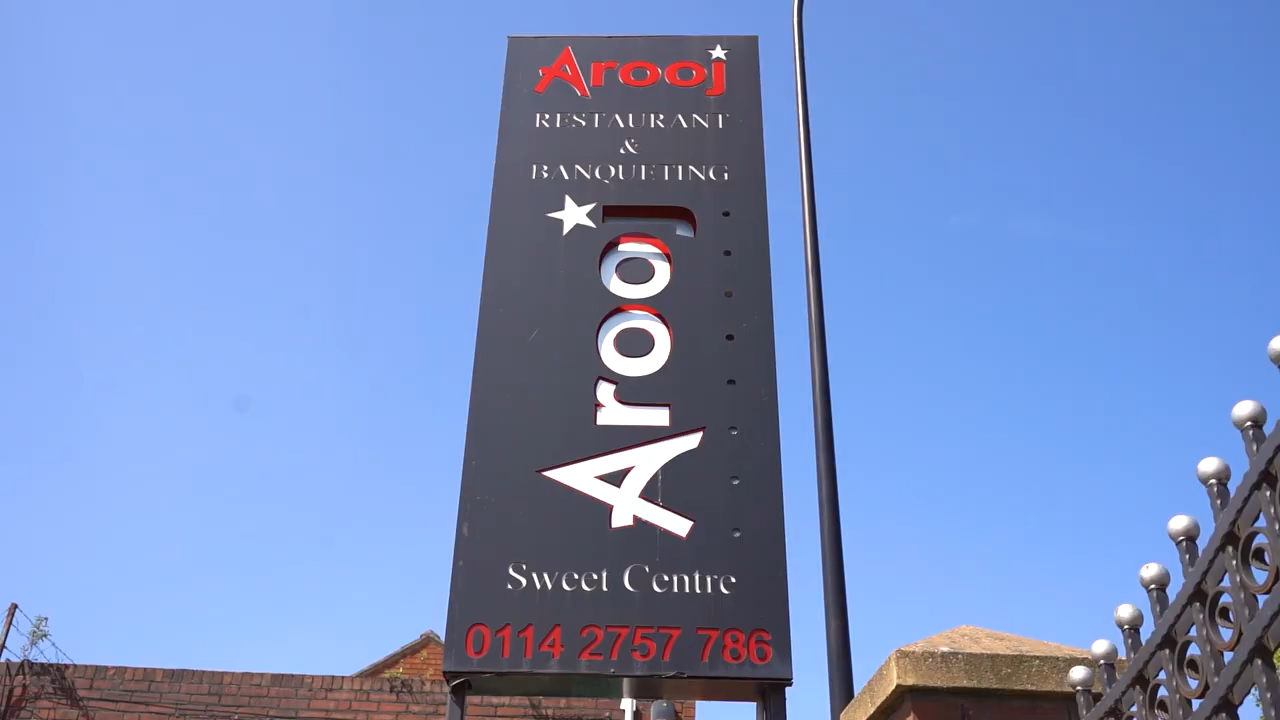 Arooj
RESTAURANT
&
BANQUETING
Arooj
Sweet Centre
0114 2757 786